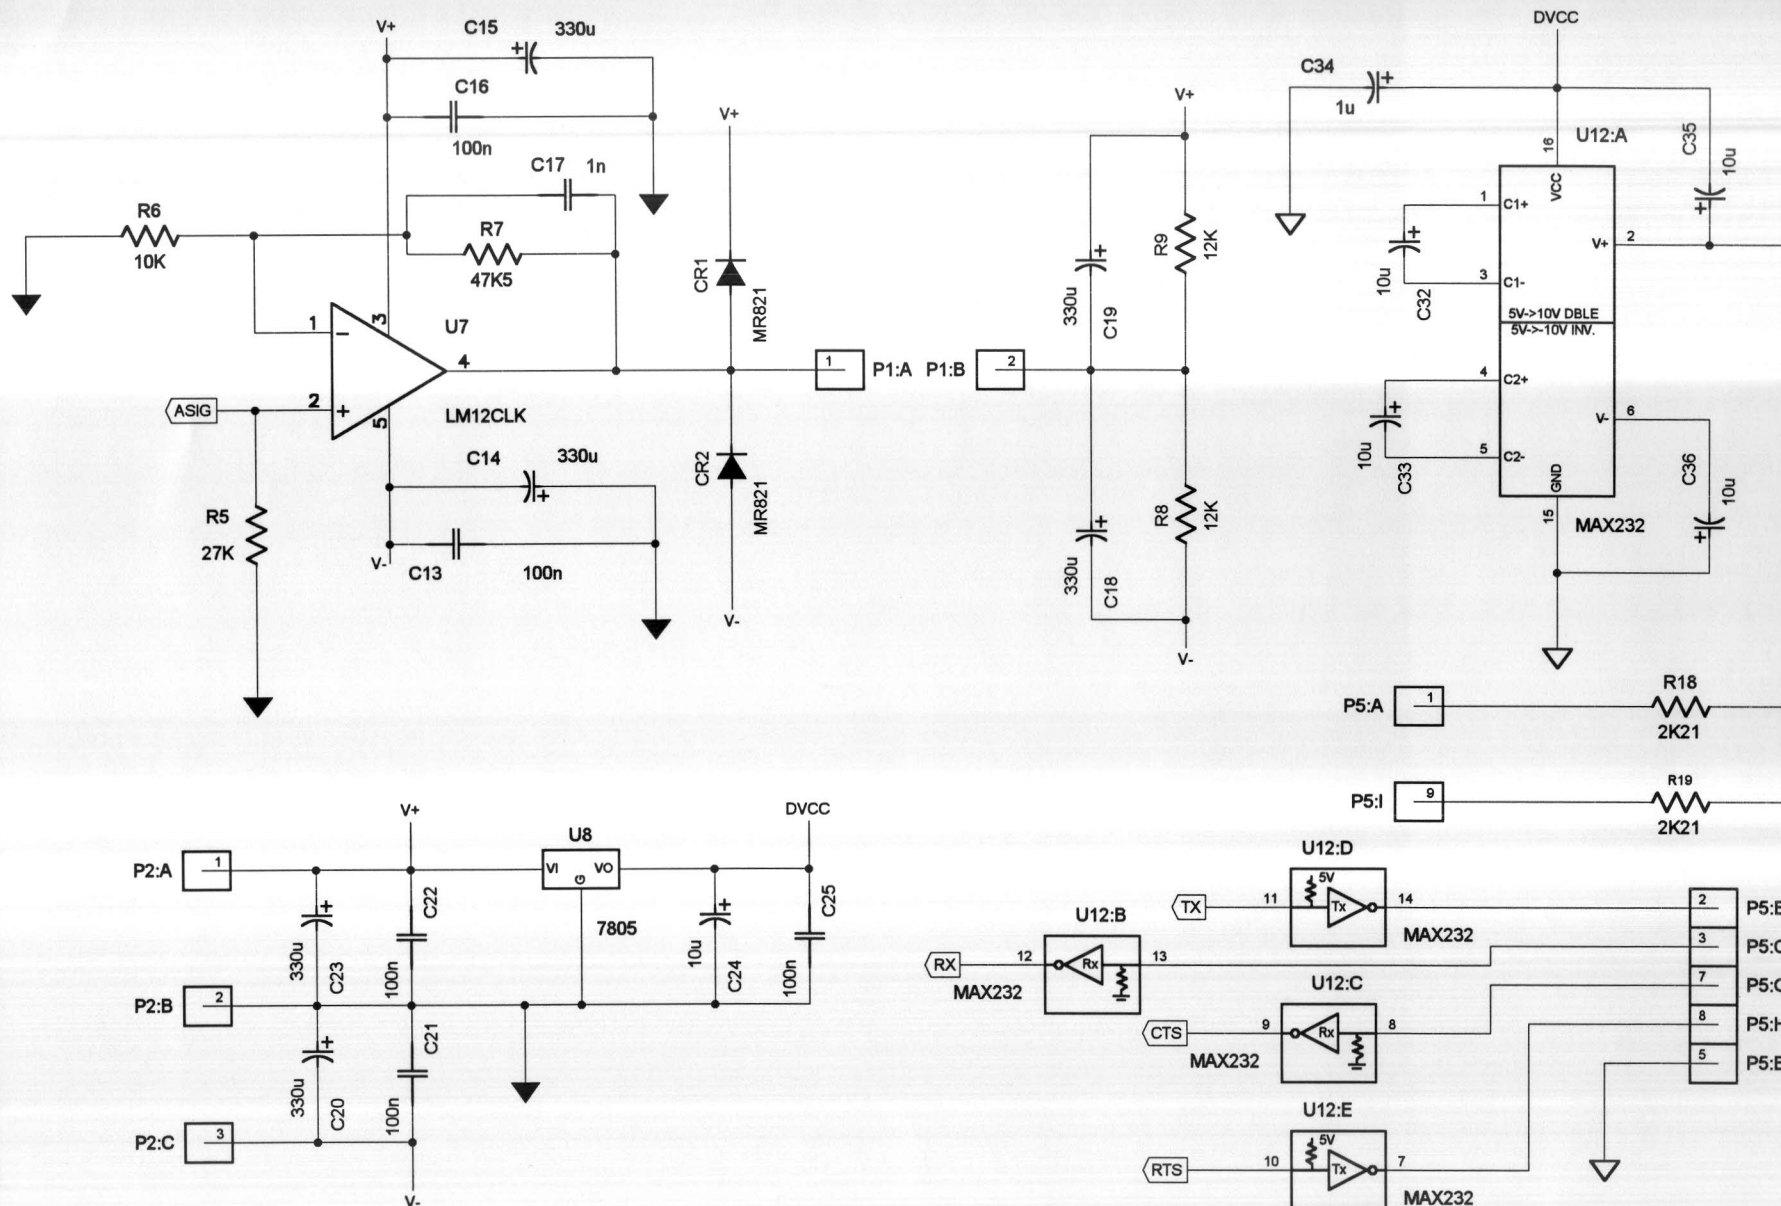 V+
C15
330u
C16
100n
C17
1n
R6
10K
R7
47K5
1
3
U7
4
2
5
ASIG
LM12CLK
R5
27K
C14
330u
V-
C13
100n
V+
CR1
MR821
CR2
MR821
V-
1
P1:A
P1:B
2
V+
330u
C19
R9
12K
R8
12K
330u
C18
V-
DVCC
C34
1u
16
U12:A
C35
10u
VCC
1
C1+
V+
2
10u
C32
3
C1-
5V->10V DBLE
5V->-10V INV.
4
C2+
10u
C33
5
C2-
V-
6
GND
15
MAX232
C36
10u
P5:A
1
R18
2K21
P5:I
9
R19
2K21
V+
P2:A
1
330u
C23
C22
100n
U8
VI
VO
G
7805
DVCC
10u
C24
C25
100n
P2:B
2
330u
C20
C21
100n
P2:C
3
V-
U12:D
TX
11
5V
Tx
14
MAX232
U12:B
RX
12
Rx
13
MAX232
U12:C
CTS
9
Rx
8
MAX232
U12:E
RTS
10
5V
Tx
7
MAX232
2
3
7
8
5